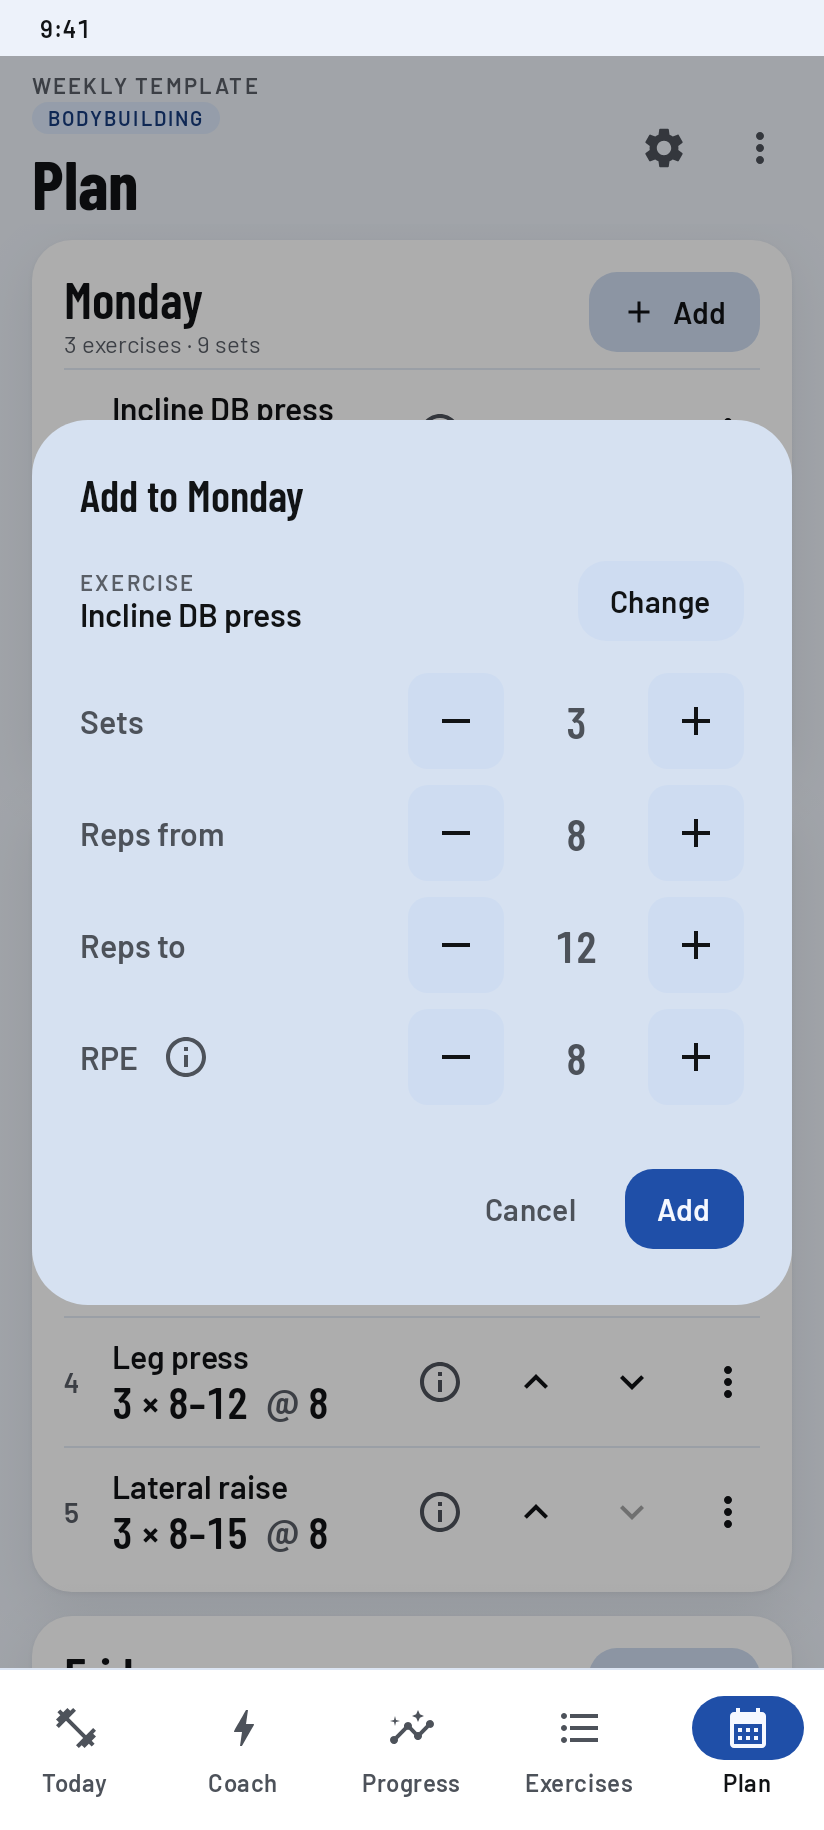 9:41
WEEKLY TEMPLATE
BODYBUILDING
Plan
Monday
+ Add
3 exercises · 9 sets
Incline DB press
Add to Monday
EXERCISE
Incline DB press
Change
Sets
3
Reps from
8
Reps to
12
RPE
8
Cancel
Add
4
Leg press
3 × 8–12 @ 8
5
Lateral raise
3 × 8–15 @ 8
Today
Coach
Progress
Exercises
Plan